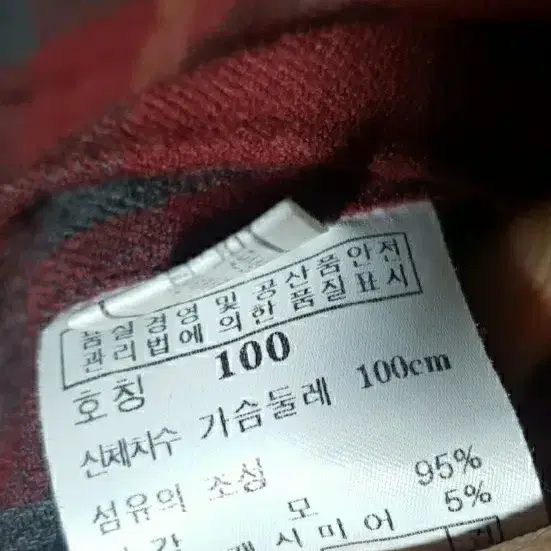 품질경영 및 공산품안전
관리법에 의한 품질표시
호칭 100
신체치수 가슴둘레 100cm
섬유의 조성
모 95%
캐시미어 5%